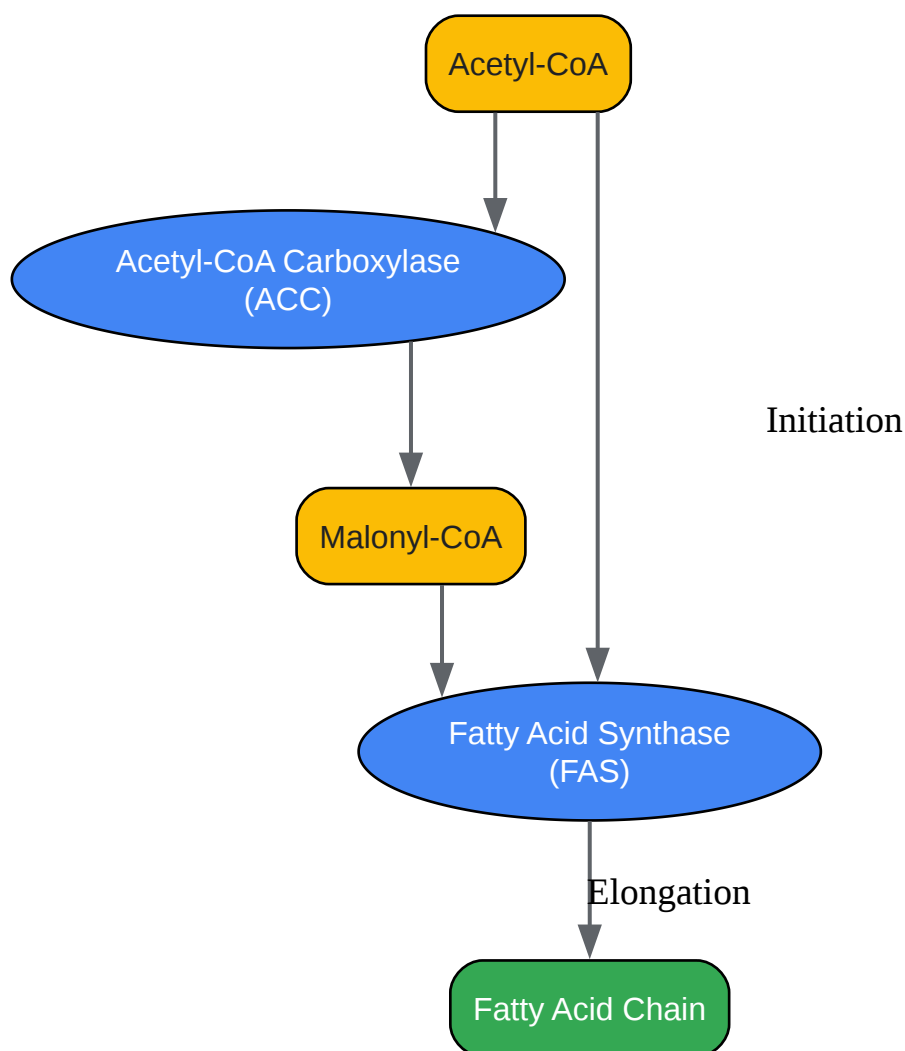 Acetyl-CoA
Acetyl-CoA Carboxylase
(ACC)
Initiation
Malonyl-CoA
Fatty Acid Synthase
(FAS)
Elongation
Fatty Acid Chain